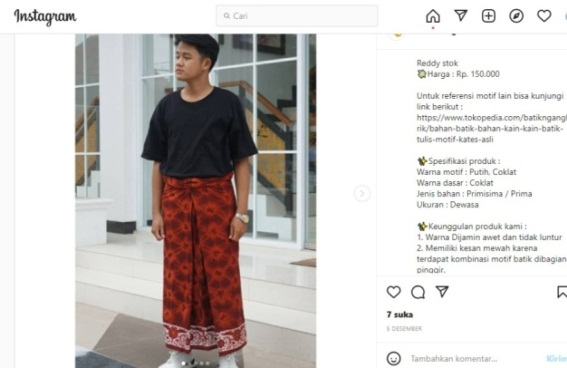 Instagram
Cari
Reddy stok
Harga : Rp. 150.000
Untuk referensi motif lain bisa kunjungi
link berikut :
https://www.tokopedia.com/batikngangl
rik/bahan-batik-bahan-kain-kain-batik-
tulis-motif-kates-asli
Spesifikasi produk :
Warna motif : Putih, Coklat
Warna dasar : Coklat
Jenis bahan : Primisima / Prima
Ukuran : Dewasa
Keunggulan produk kami :
1. Warna Dijamin awet dan tidak luntur
2. Memiliki kesan mewah karena
terdapat kombinasi motif batik dibagian
pinggir.
7 suka
5 DESEMBER
Tambahkan komentar...
Kirim